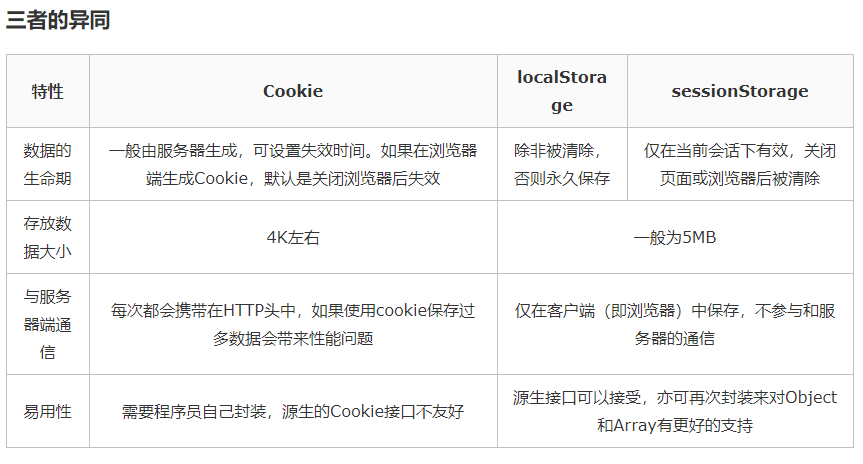 三者的异同
特性
Cookie
localStora
ge
sessionStorage
数据的
生命期
一般由服务器生成，可设置失效时间。如果在浏览器
端生成Cookie，默认是关闭浏览器后失效
除非被清除，
否则永久保存
仅在当前会话下有效，关闭
页面或浏览器后被清除
存放数
据大小
4K左右
一般为5MB
与服务
器端通
信
每次都会携带在HTTP头中，如果使用cookie保存过
多数据会带来性能问题
仅在客户端（即浏览器）中保存，不参与和服
务器的通信
易用性
需要程序员自己封装，源生的Cookie接口不友好
源生接口可以接受，亦可再次封装来对Object
和Array有更好的支持